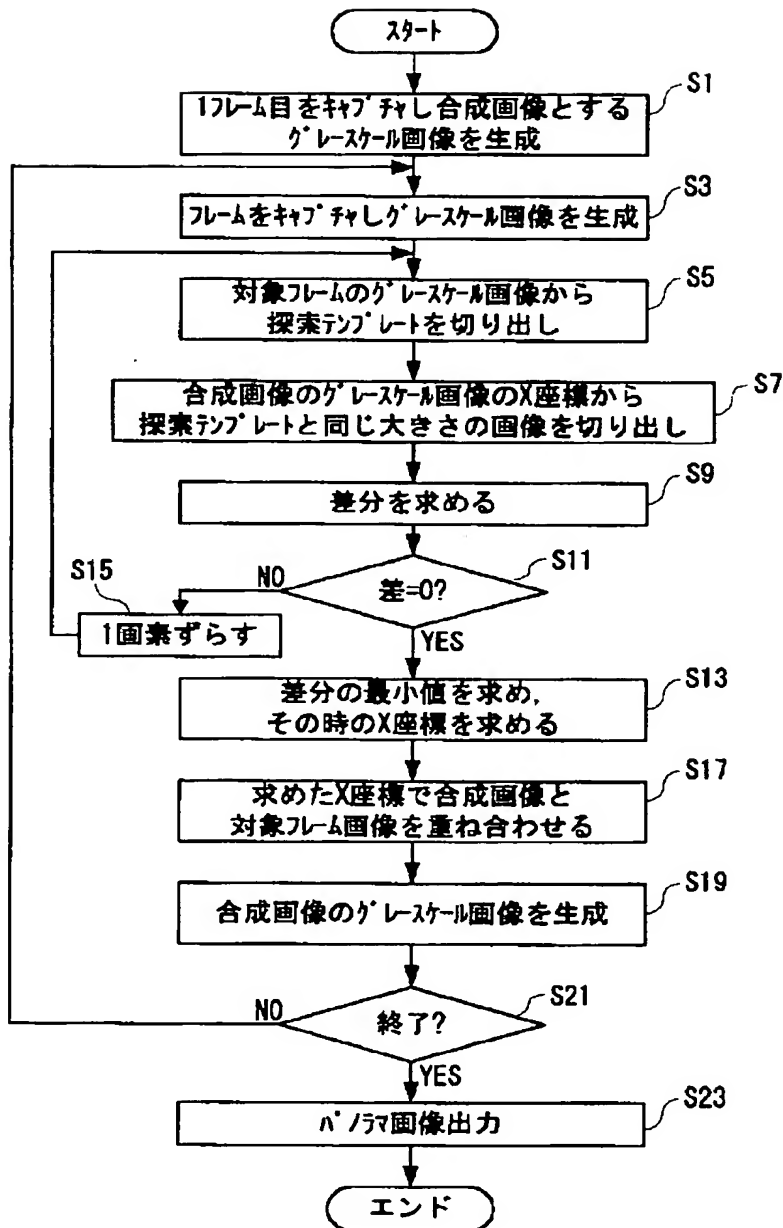 スタート
S1
1フレーム目をキャプチャし合成画像とする
グレースケール画像を生成
S3
フレームをキャプチャしグレースケール画像を生成
S5
対象フレームのグレースケール画像から
探索テンプレートを切り出し
S7
合成画像のグレースケール画像のX座標から
探索テンプレートと同じ大きさの画像を切り出し
S9
差分を求める
S11
差=0?
NO
YES
S15
1画素ずらす
S13
差分の最小値を求め,
その時のX座標を求める
S17
求めたX座標で合成画像と
対象フレーム画像を重ね合わせる
S19
合成画像のグレースケール画像を生成
S21
終了?
NO
YES
S23
パノラマ画像出力
エンド